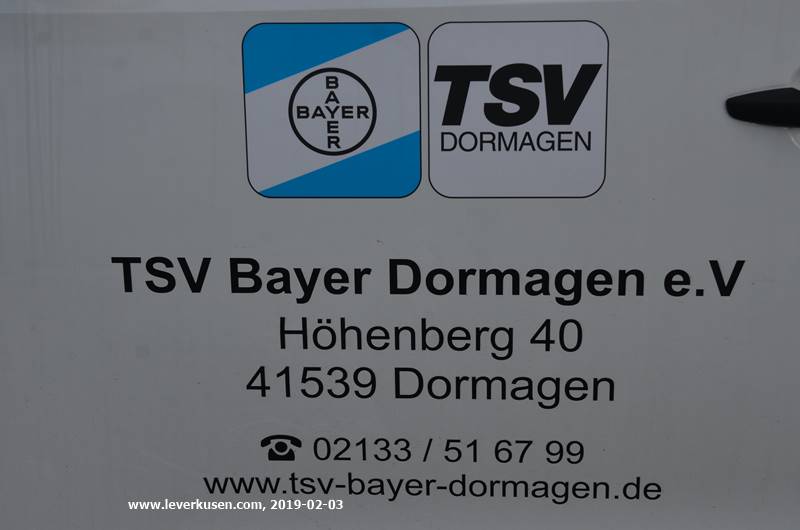 BAYER
BAYER
TSV
DORMAGEN
TSV Bayer Dormagen e.V
Höhenberg 40
41539 Dormagen
☎ 02133 / 51 67 99
www.tsv-bayer-dormagen.de
www.leverkusen.com, 2019-02-03